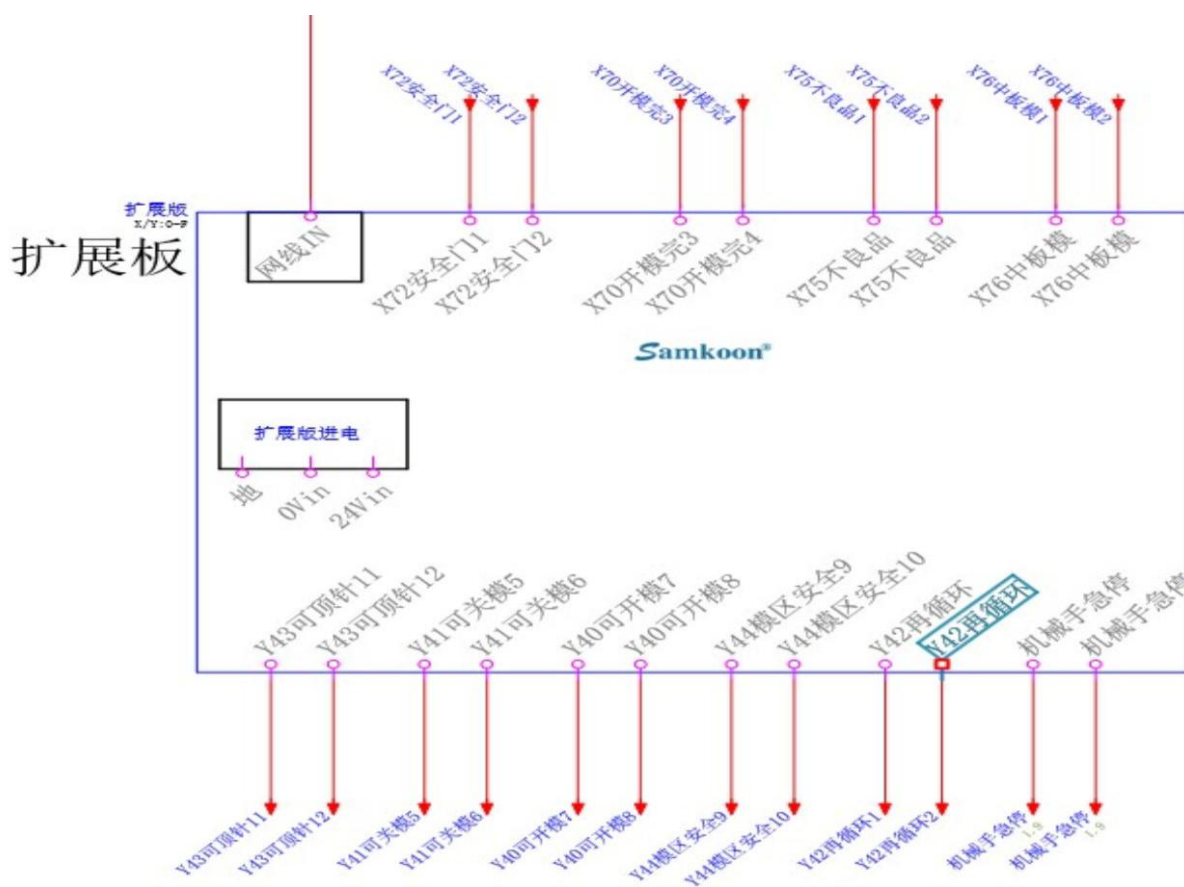 X72安全门1
X72安全门2
X70开模完3
X70开模完4
X75不良品1
X75不良品2
X76中板模1
X76中板模2
扩展版
X/Y:0-F
扩展板
网线IN
X72安全门1
X72安全门2
X70开模完3
X70开模完4
X75不良品
X75不良品
X76中板模
X76中板模
Samkoon®
扩展版进电
地
0Vin
24Vin
Y43可顶针11
Y43可顶针12
Y41可关模5
Y41可关模6
Y40可开模7
Y40可开模8
Y44模区安全9
Y44模区安全10
Y42再循环
Y42再循环
机械手急停
机械手急停
Y43可顶针11
Y43可顶针12
Y41可关模5
Y41可关模6
Y40可开模7
Y40可开模8
Y44模区安全9
Y44模区安全10
Y42再循环1
Y42再循环2
机械手急停
1.9
机械手急停
1.9